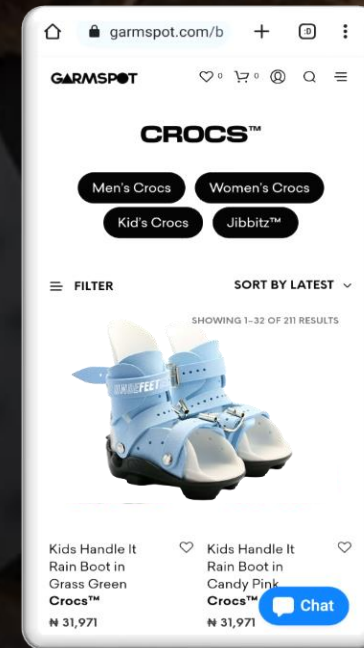 garmspot.com/b
:D
GARMSPOT
0
0
CROCS™
Men's Crocs
Women's Crocs
Kid's Crocs
Jibbitz™
FILTER
SORT BY LATEST
SHOWING 1–32 OF 211 RESULTS
Kids Handle It
Rain Boot in
Grass Green
Crocs™
₦ 31,971
Kids Handle It
Rain Boot in
Candy Pink
Crocs™
₦ 31,971
Chat